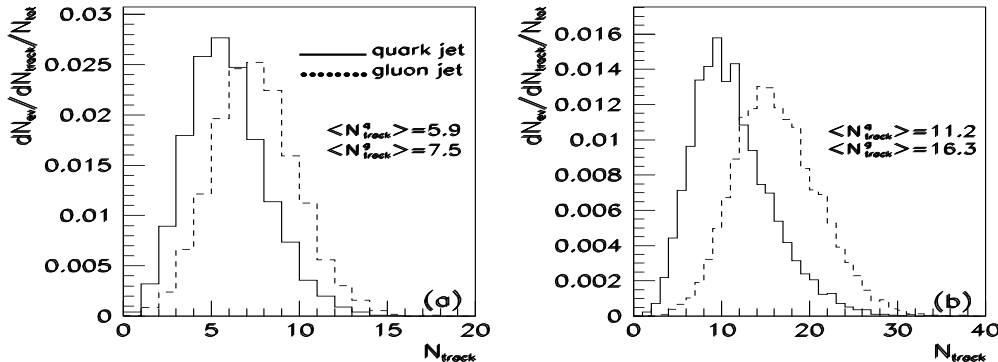 dN_ev/dN_track/N_tot
0.03
0.025
0.02
0.015
0.01
0.005
0
quark jet
gluon jet
<N^q_track>=5.9
<N^g_track>=7.5
(a)
0 5 10 15 20
N_track
dN_ev/dN_track/N_tot
0.016
0.014
0.012
0.01
0.008
0.006
0.004
0.002
0
<N^q_track>=11.2
<N^g_track>=16.3
(b)
0 10 20 30 40
N_track